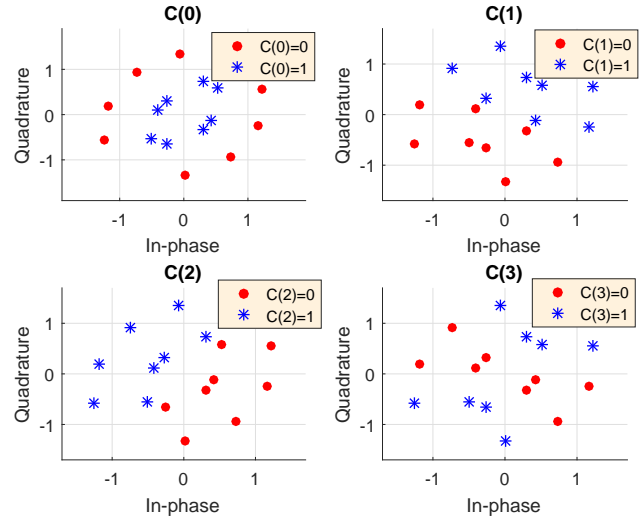 C(0)
C(0)=0
C(0)=1
1
0
-1
Quadrature
-1
0
1
In-phase
C(1)
C(1)=0
C(1)=1
1
0
-1
Quadrature
-1
0
1
In-phase
C(2)
C(2)=0
C(2)=1
1
0
-1
Quadrature
-1
0
1
In-phase
C(3)
C(3)=0
C(3)=1
1
0
-1
Quadrature
-1
0
1
In-phase